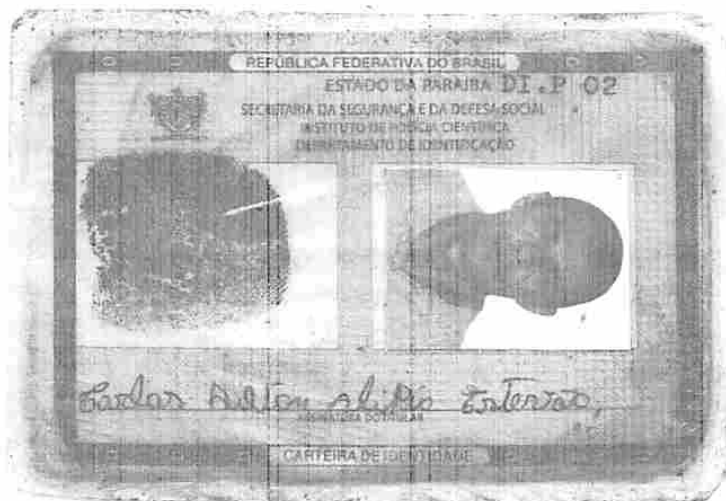 REPÚBLICA FEDERATIVA DO BRASIL
ESTADO DA PARAÍBA DI.P 02
SECRETARIA DA SEGURANÇA E DA DEFESA SOCIAL
INSTITUTO DE POLÍCIA CIENTÍFICA
DEPARTAMENTO DE IDENTIFICAÇÃO
Carlos
ASSINATURA DO TITULAR
CARTEIRA DE IDENTIDADE